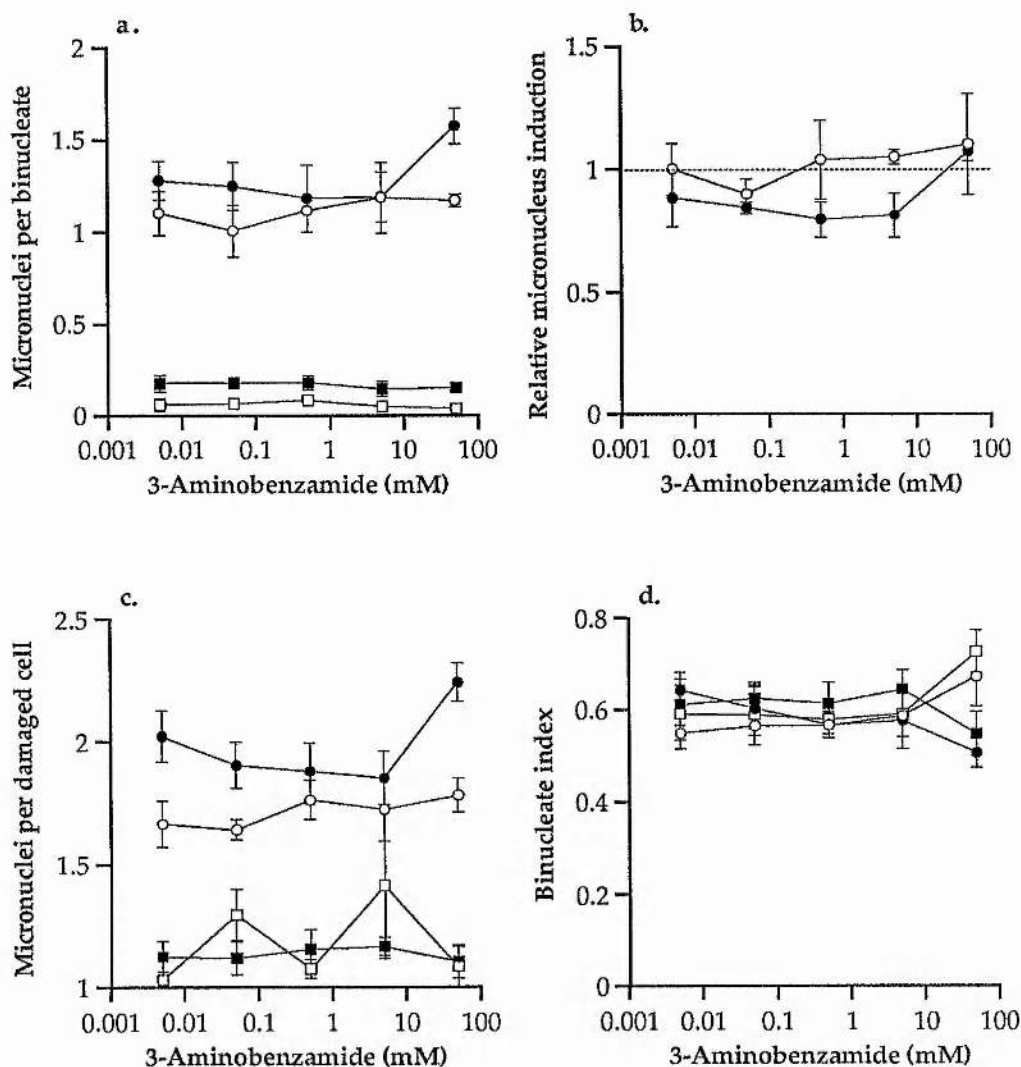 a.
Micronuclei per binucleate
2
1.5
1
0.5
0
0.001 0.01 0.1 1 10 100
3-Aminobenzamide (mM)
b.
Relative micronucleus induction
1.5
1
0.5
0
0.001 0.01 0.1 1 10 100
3-Aminobenzamide (mM)
c.
Micronuclei per damaged cell
2.5
2
1.5
1
0.001 0.01 0.1 1 10 100
3-Aminobenzamide (mM)
d.
Binucleate index
0.8
0.6
0.4
0.2
0
0.001 0.01 0.1 1 10 100
3-Aminobenzamide (mM)